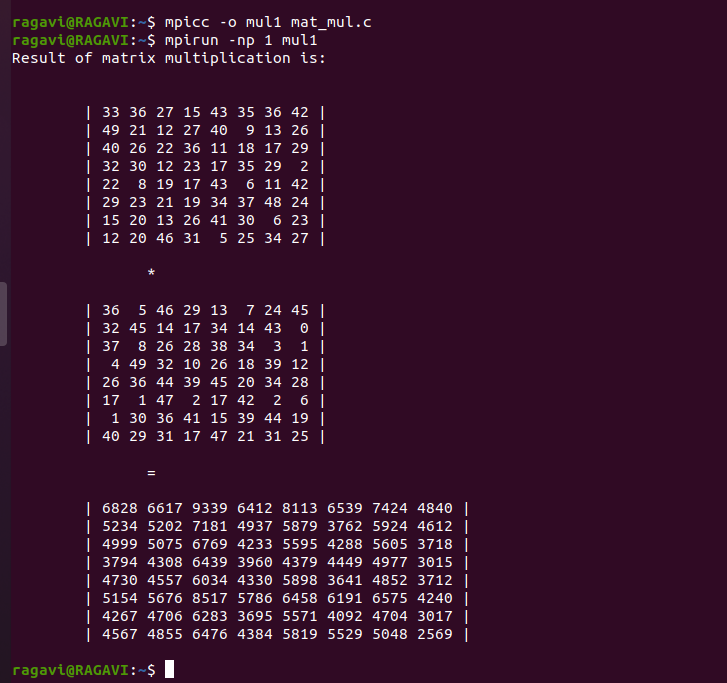 ragavi@RAGAVI:~$ mpicc -o mul1 mat_mul.c
ragavi@RAGAVI:~$ mpirun -np 1 mul1
Result of matrix multiplication is:
| 33 36 27 15 43 35 36 42 |
| 49 21 12 27 40  9 13 26 |
| 40 26 22 36 11 18 17 29 |
| 32 30 12 23 17 35 29  2 |
| 22  8 19 17 43  6 11 42 |
| 29 23 21 19 34 37 48 24 |
| 15 20 13 26 41 30  6 23 |
| 12 20 46 31  5 25 34 27 |
*
| 36  5 46 29 13  7 24 45 |
| 32 45 14 17 34 14 43  0 |
| 37  8 26 28 38 34  3  1 |
|  4 49 32 10 26 18 39 12 |
| 26 36 44 39 45 20 34 28 |
| 17  1 47  2 17 42  2  6 |
|  1 30 36 41 15 39 44 19 |
| 40 29 31 17 47 21 31 25 |
=
| 6828 6617 9339 6412 8113 6539 7424 4840 |
| 5234 5202 7181 4937 5879 3762 5924 4612 |
| 4999 5075 6769 4233 5595 4288 5605 3718 |
| 3794 4308 6439 3960 4379 4449 4977 3015 |
| 4730 4557 6034 4330 5898 3641 4852 3712 |
| 5154 5676 8517 5786 6458 6191 6575 4240 |
| 4267 4706 6283 3695 5571 4092 4704 3017 |
| 4567 4855 6476 4384 5819 5529 5048 2569 |
ragavi@RAGAVI:~$